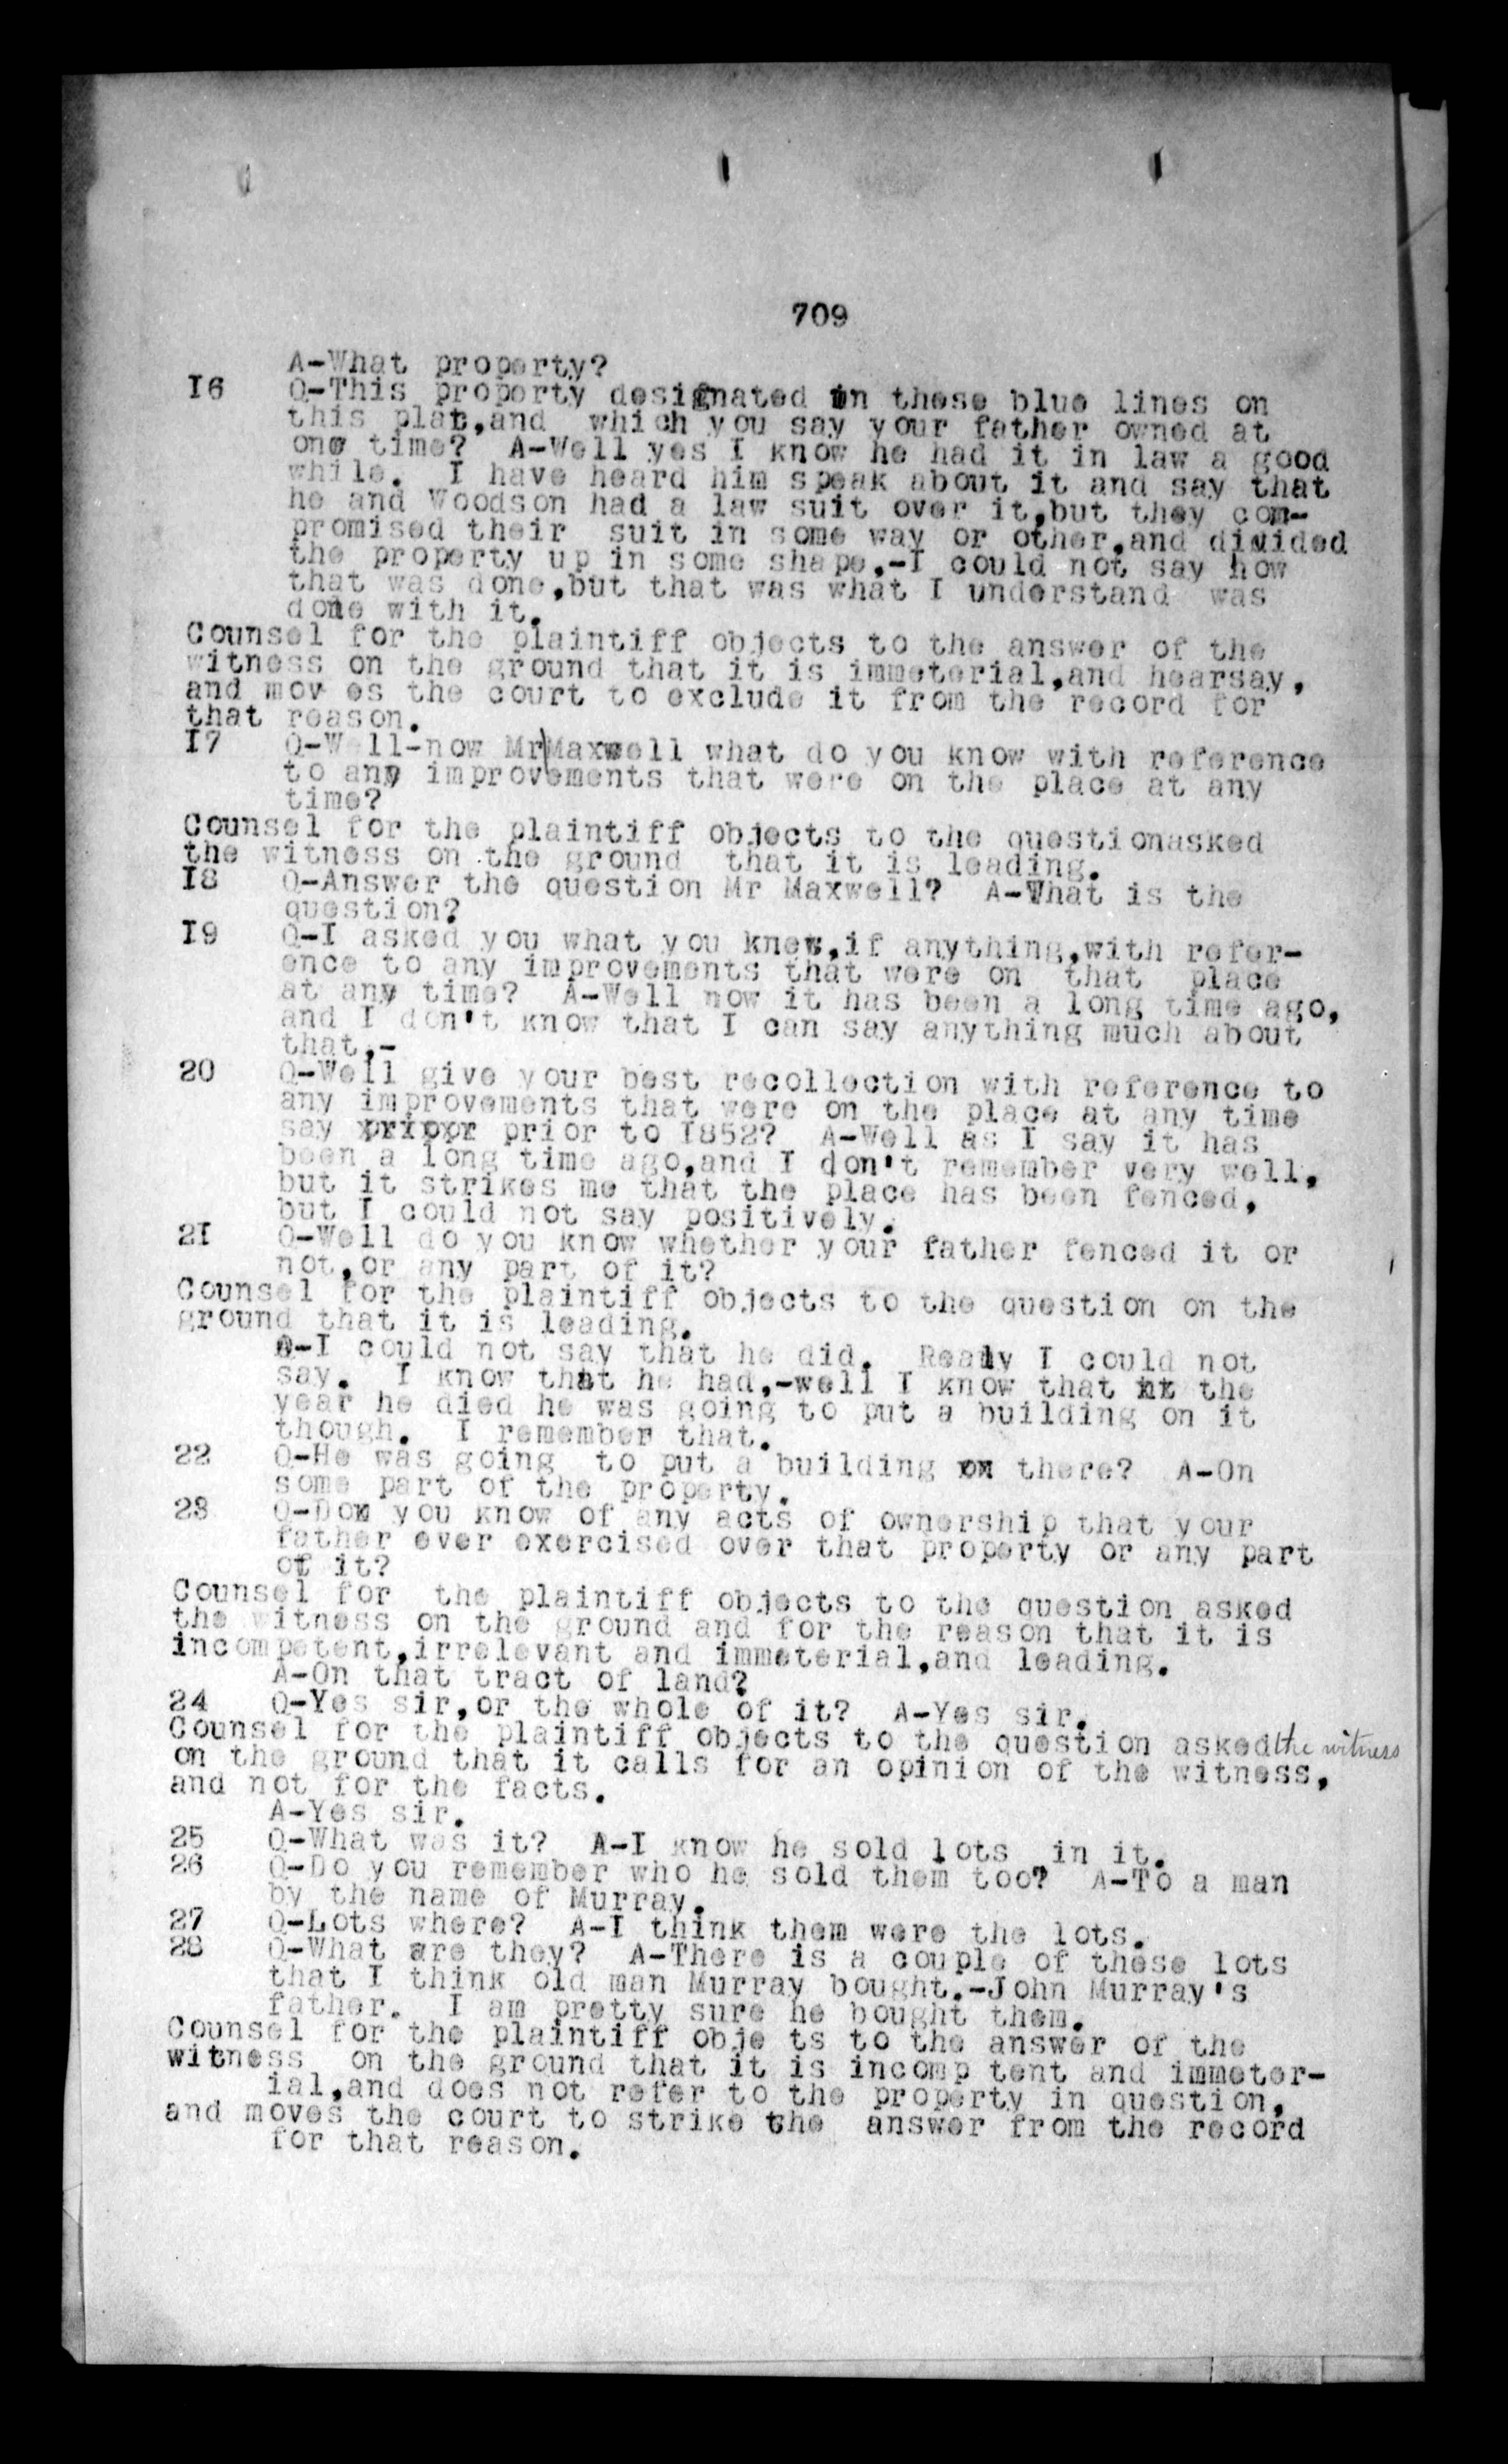 709
A-What property?
I6 Q-This property designated in these blue lines on
this plat,and which you say your father owned at
one time? A-Well yes I know he had it in law a good
while. I have heard him speak about it and say that
he and Woodson had a law suit over it,but they com-
promised their suit in some way or other,and divided
the property up in some shape.-I could not say how
that was done,but that was what I understand was
done with it.
Counsel for the plaintiff objects to the answer of the
witness on the ground that it is immeterial,and hearsay,
and mov es the court to exclude it from the record for
that reason.
I7 Q-Well-now Mr|Maxwell what do you know with reference
to any improvements that were on the place at any
time?
Counsel for the plaintiff objects to the questionasked
the witness on the ground that it is leading.
I8 Q-Answer the question Mr Maxwell? A-What is the
question?
I9 Q-I asked you what you knew,if anything,with refer-
ence to any improvements that were on that place
at any time? A-Well now it has been a long time ago,
and I don't know that I can say anything much about
that.-
20 Q-Well give your best recollection with reference to
any improvements that were on the place at any time
say prippr prior to I852? A-Well as I say it has
been a long time ago,and I don't remember very well,
but it strikes me that the place has been fenced,
but I could not say positively.
2I Q-Well do you know whether your father fenced it or
not,or any part of it?
Counsel for the plaintiff objects to the question on the
ground that it is leading.
A-I could not say that he did. Realy I could not
say. I know that he had,-well I know that the
year he died he was going to put a building on it
though. I remember that.
22 Q-He was going to put a building on there? A-On
some part of the property.
23 Q-Do you know of any acts of ownership that your
father ever exercised over that property or any part
of it?
Counsel for the plaintiff objects to the question asked
the witness on the ground and for the reason that it is
incompetent,irrelevant and immeterial,and leading.
A-On that tract of land?
24 Q-Yes sir,or the whole of it? A-Yes sir.
Counsel for the plaintiff objects to the question asked the witness
on the ground that it calls for an opinion of the witness,
and not for the facts.
A-Yes sir.
25 Q-What was it? A-I know he sold lots in it.
26 Q-Do you remember who he sold them too? A-To a man
by the name of Murray.
27 Q-Lots where? A-I think them were the lots.
28 Q-What are they? A-There is a couple of these lots
that I think old man Murray bought.-John Murray's
father. I am pretty sure he bought them.
Counsel for the plaintiff obje ts to the answer of the
witness on the ground that it is incomp tent and immeter-
ial,and does not refer to the property in question,
and moves the court to strike the answer from the record
for that reason.